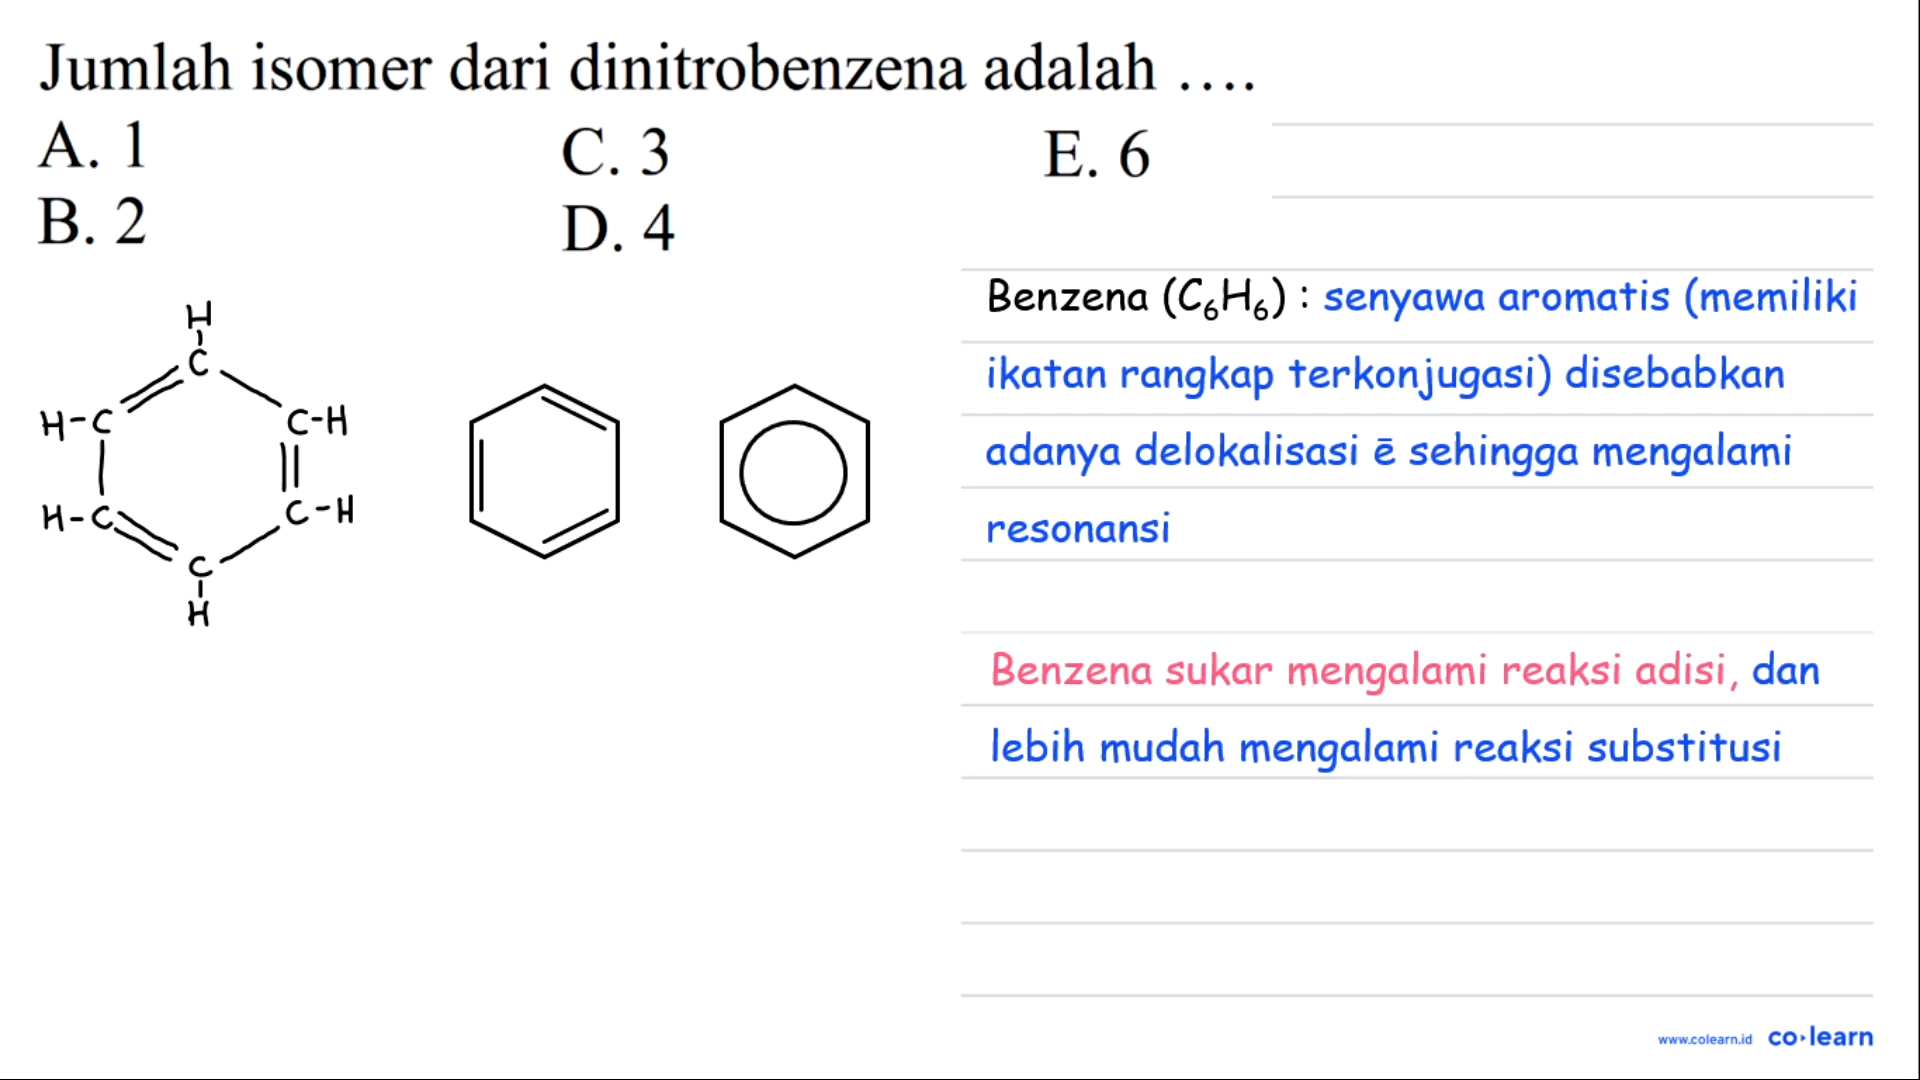 Jumlah isomer dari dinitrobenzena adalah ....
A. 1 C. 3 E. 6
B. 2 D. 4
H
C
H-C C-H
H-C C-H
C
H
Benzena (C₆H₆) : senyawa aromatis (memiliki
ikatan rangkap terkonjugasi) disebabkan
adanya delokalisasi ē sehingga mengalami
resonansi
Benzena sukar mengalami reaksi adisi, dan
lebih mudah mengalami reaksi substitusi
www.colearn.id co·learn